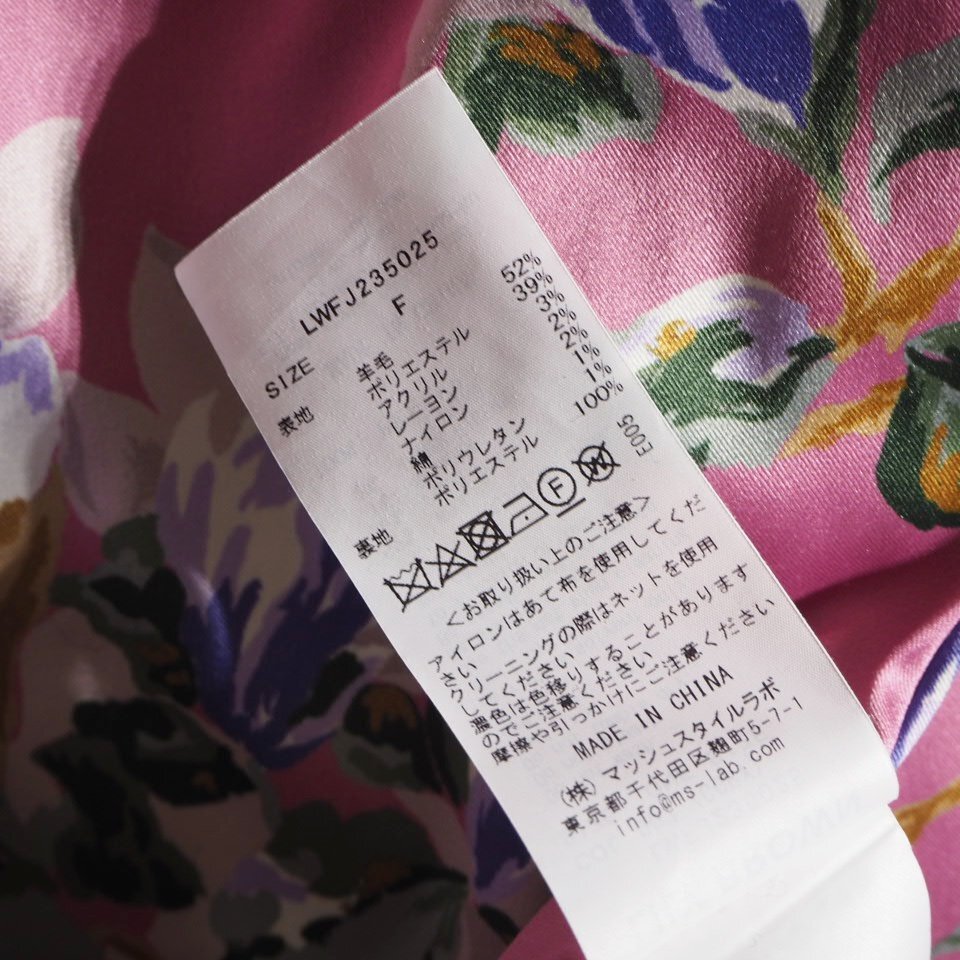 LWFJ235025
SIZE F
表地 羊毛 52%
ポリエステル 39%
アクリル 3%
レーヨン 2%
ナイロン 2%
綿 1%
ポリウレタン 1%
裏地 ポリエステル 100%
F W E005
<お取り扱い上のご注意>
アイロンはあて布を使用してくだ
さい
クリーニングの際はネットを使用
してください
濃色は色移りすることがあります
のでご注意ください
摩擦や引っかけにご注意ください
MADE IN CHINA
(株)マッシュスタイルラボ
東京都千代田区麹町5-7-1
info@ms-lab.com